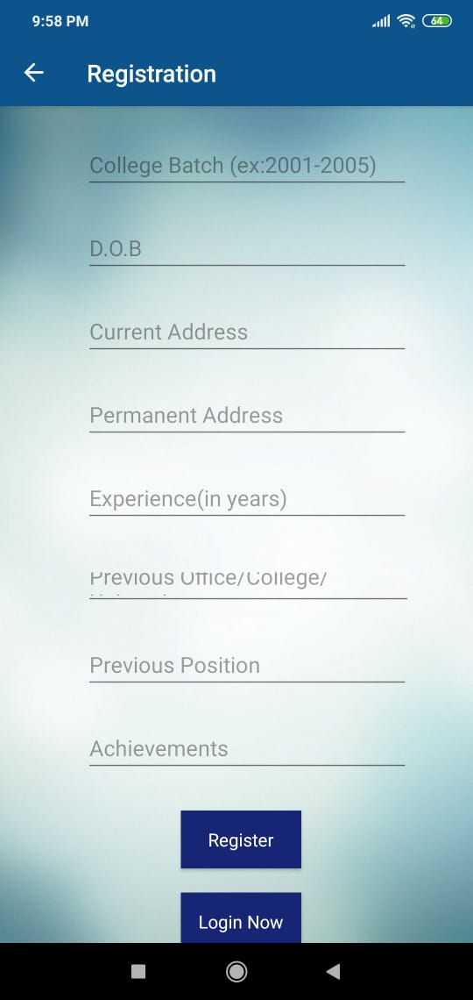 9:58 PM
64
Registration
College Batch (ex:2001-2005)
D.O.B
Current Address
Permanent Address
Experience(in years)
Previous Office/College/
Previous Position
Achievements
Register
Login Now